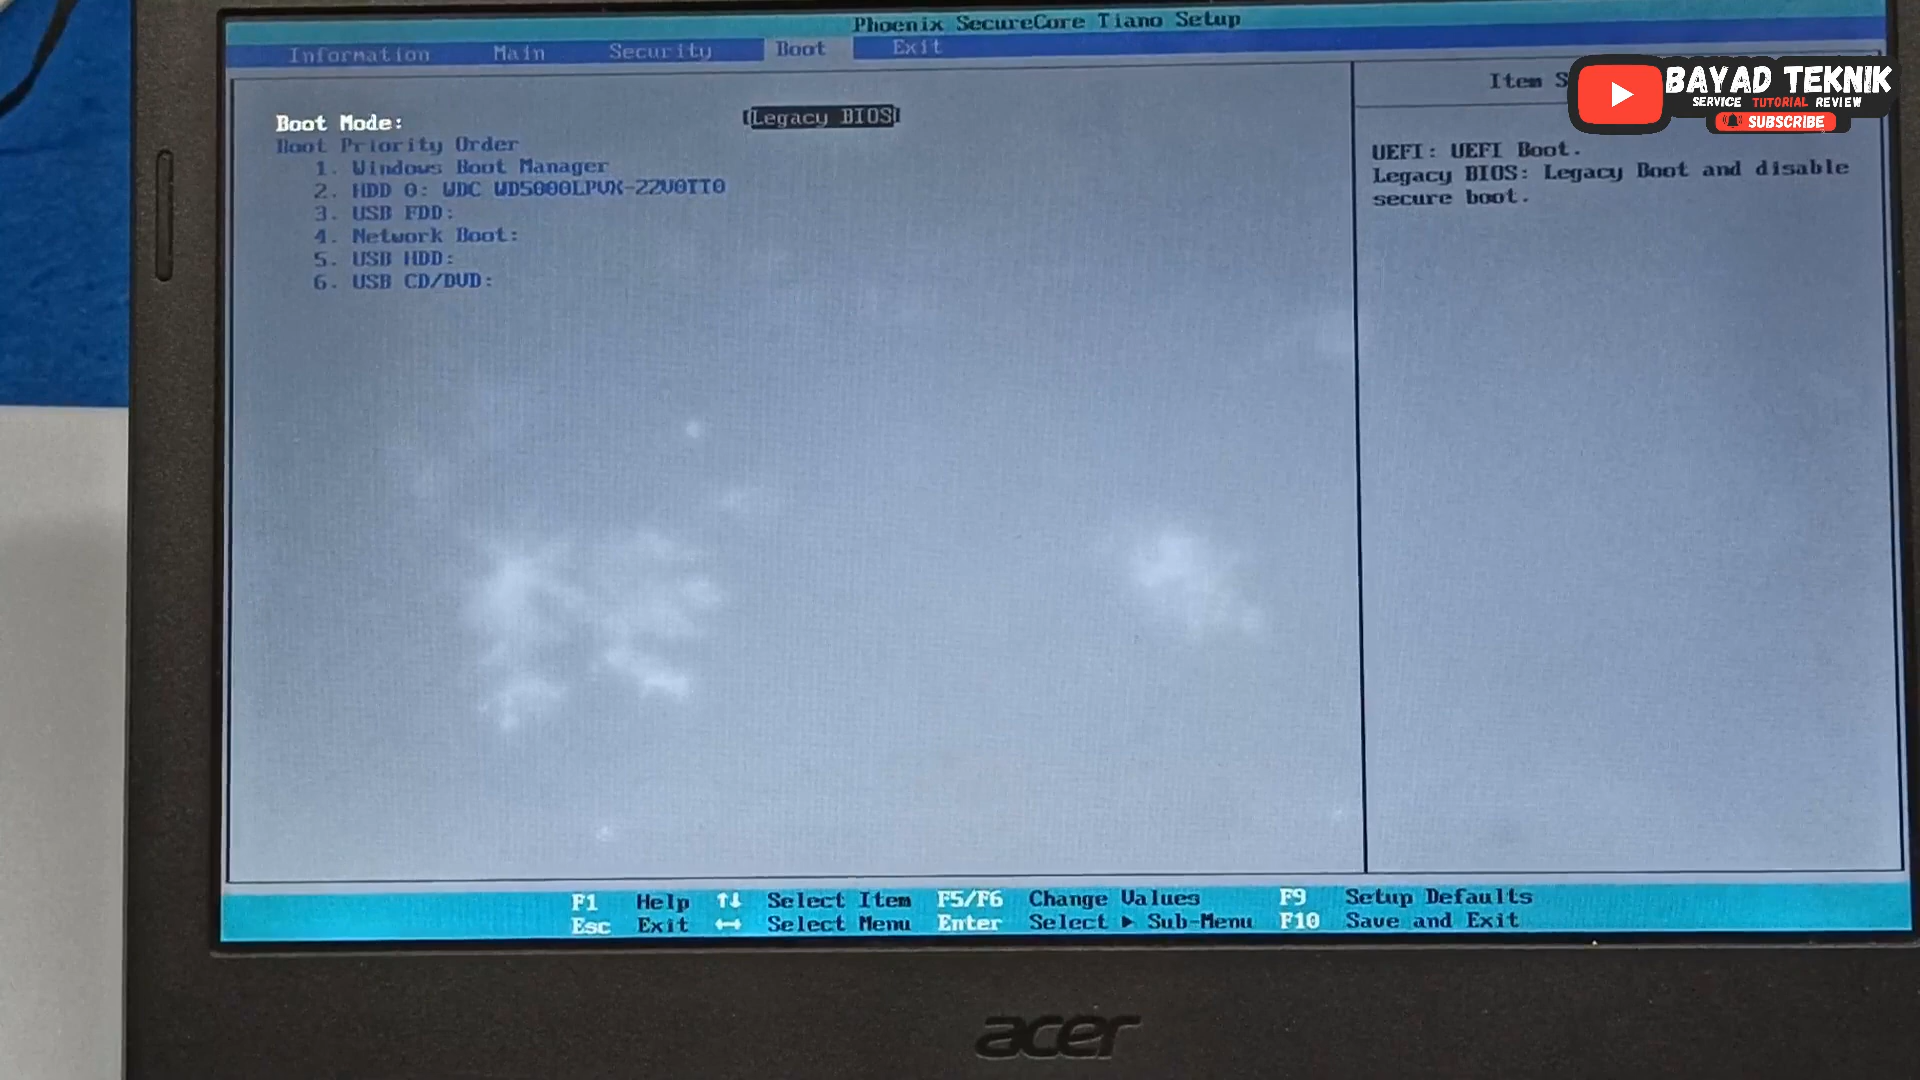 Phoenix SecureCore Tiano Setup
Information Main Security Boot Exit
Item S
BAYAD TEKNIK
SERVICE TUTORIAL REVIEW
SUBSCRIBE
Boot Mode: [Legacy BIOS]
Boot Priority Order
1. Windows Boot Manager
2. HDD 0: WDC WD5000LPVX-22V0TT0
3. USB FDD:
4. Network Boot:
5. USB HDD:
6. USB CD/DVD:
UEFI: UEFI Boot.
Legacy BIOS: Legacy Boot and disable
secure boot.
F1 Help ↑↓ Select Item F5/F6 Change Values F9 Setup Defaults
Esc Exit ↔ Select Menu Enter Select ▶ Sub-Menu F10 Save and Exit
acer